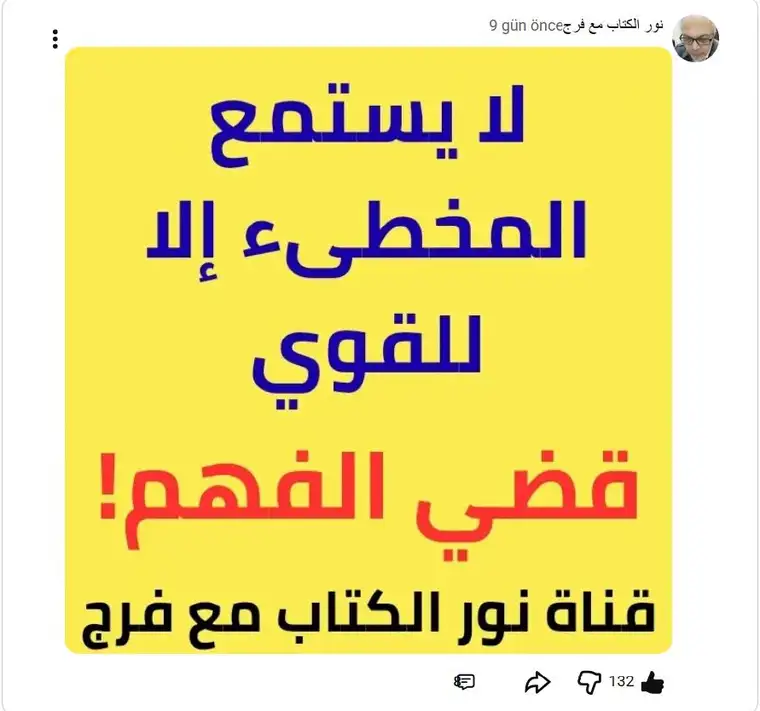 نور الكتاب مع فرج 9 gün önce
لا يستمع
المخطىء إلا
للقوي
قضي الفهم!
قناة نور الكتاب مع فرج
132